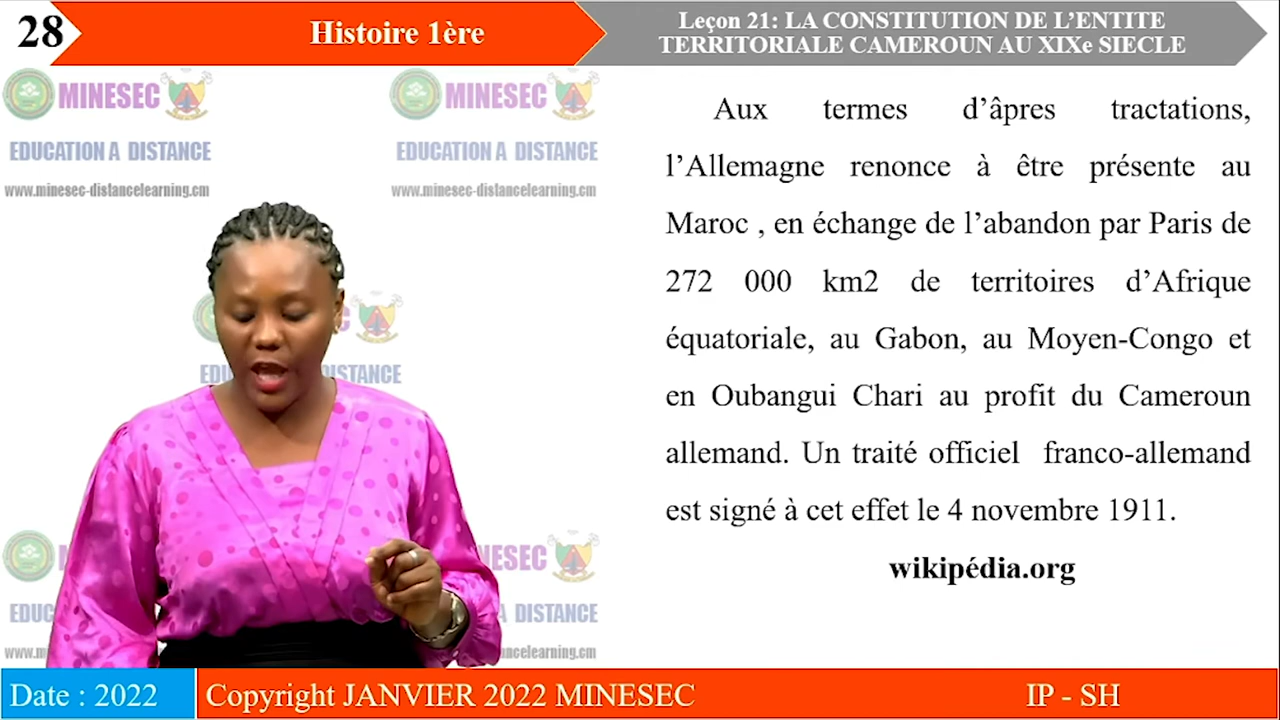 28
Histoire 1ère
Leçon 21: LA CONSTITUTION DE L'ENTITE
TERRITORIALE CAMEROUN AU XIXe SIECLE
MINESEC
EDUCATION A DISTANCE
www.minesec-distancelearning.cm
MINESEC
EDUCATION A DISTANCE
www.minesec-distancelearning.cm
Aux termes d'âpres tractations,
l'Allemagne renonce à être présente au
Maroc , en échange de l'abandon par Paris de
272 000 km2 de territoires d'Afrique
équatoriale, au Gabon, au Moyen-Congo et
en Oubangui Chari au profit du Cameroun
allemand. Un traité officiel franco-allemand
est signé à cet effet le 4 novembre 1911.
wikipédia.org
Date : 2022
Copyright JANVIER 2022 MINESEC
IP - SH